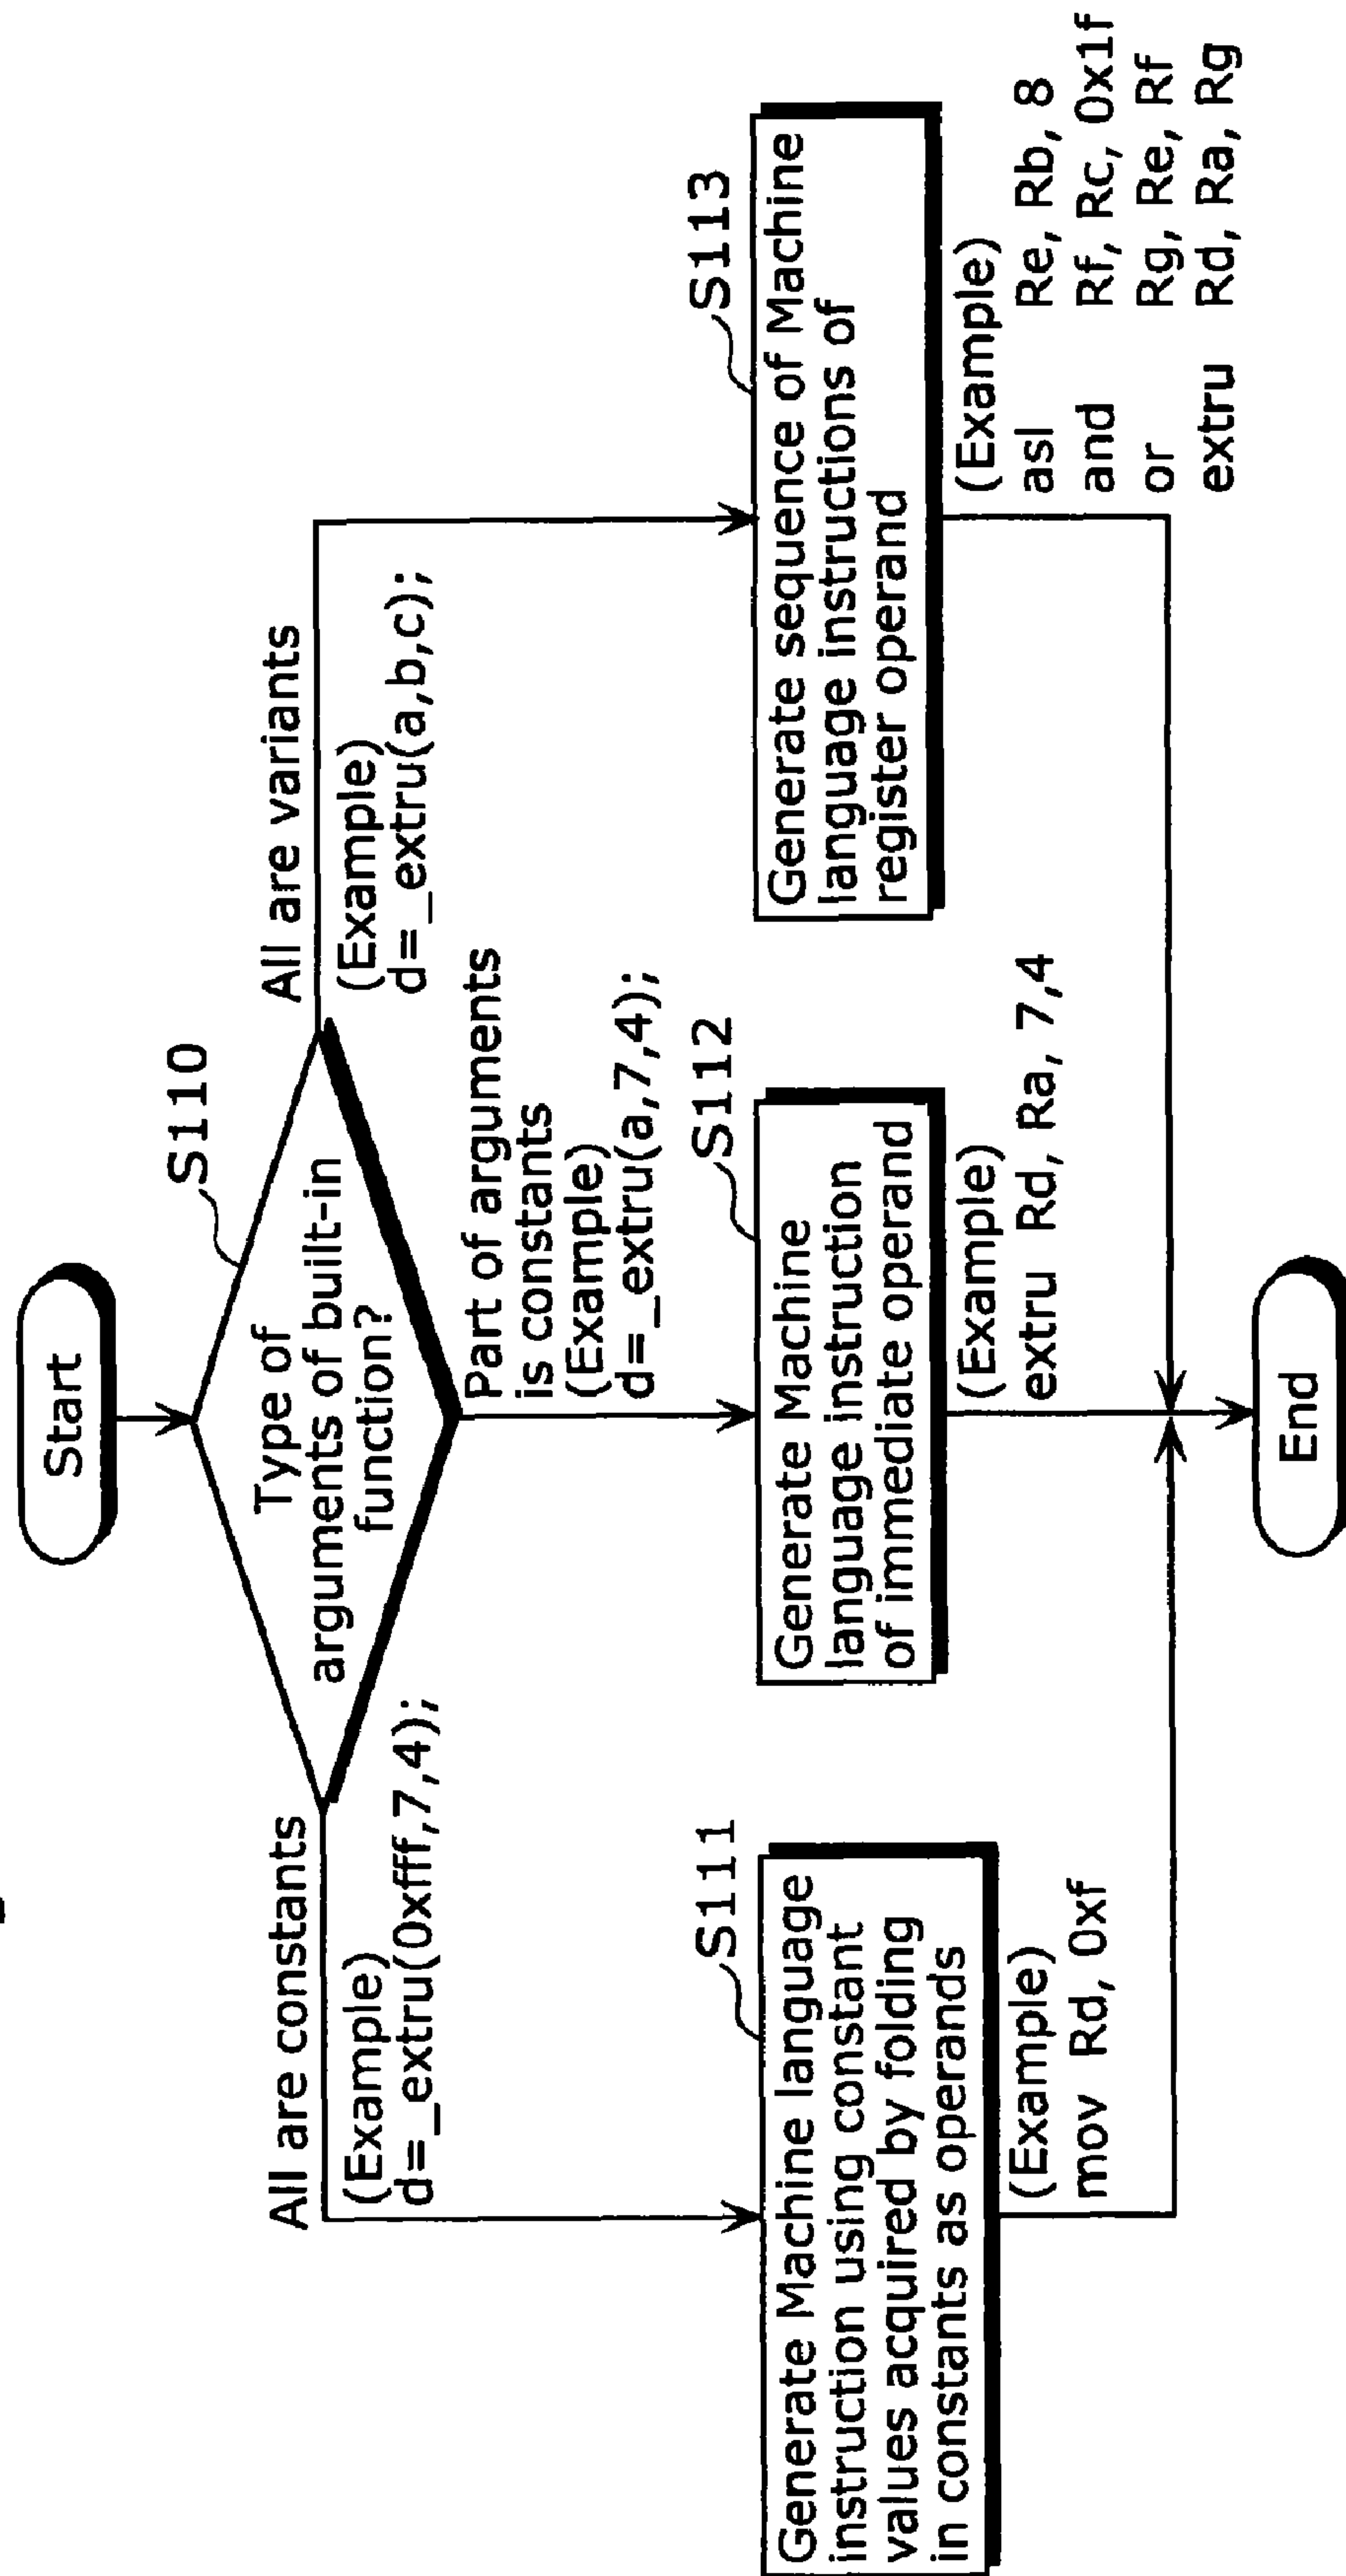 Start
S110
Type of
arguments of built-in
function?
All are constants
(Example)
d=_extru(0xfff,7,4);
Part of arguments
is constants
(Example)
d=_extru(a,7,4);
All are variants
(Example)
d=_extru(a,b,c);
S111
Generate Machine language
instruction using constant
values acquired by folding
in constants as operands
(Example)
mov Rd, 0xf
S112
Generate Machine
language instruction
of immediate operand
(Example)
extru Rd, Ra, 7,4
S113
Generate sequence of Machine
language instructions of
register operand
(Example)
asl Re, Rb, 8
and Rf, Rc, 0x1f
or Rg, Re, Rf
extru Rd, Ra, Rg
End